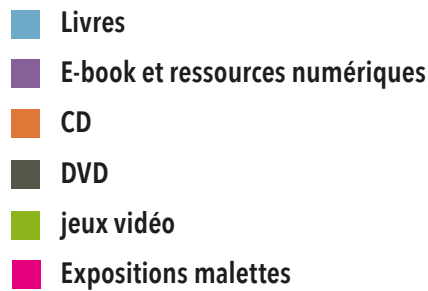 Livres
E-book et ressources numériques
CD
DVD
jeux vidéo
Expositions malettes